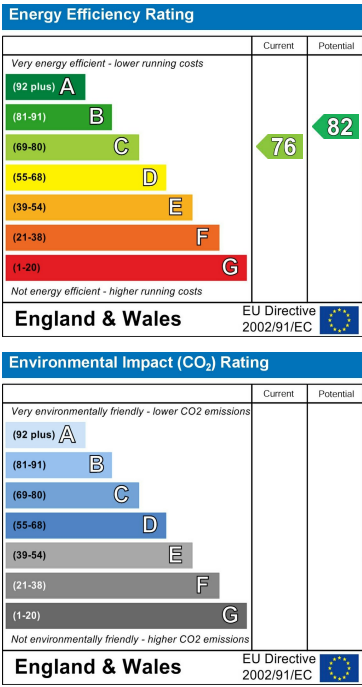 Energy Efficiency Rating
Current Potential
Very energy efficient - lower running costs
(92 plus) A
(81-91) B
82
(69-80) C
76
(55-68) D
(39-54) E
(21-38) F
(1-20) G
Not energy efficient - higher running costs
England & Wales
EU Directive
2002/91/EC
Environmental Impact (CO₂) Rating
Current Potential
Very environmentally friendly - lower CO2 emissions
(92 plus) A
(81-91) B
(69-80) C
(55-68) D
(39-54) E
(21-38) F
(1-20) G
Not environmentally friendly - higher CO2 emissions
England & Wales
EU Directive
2002/91/EC